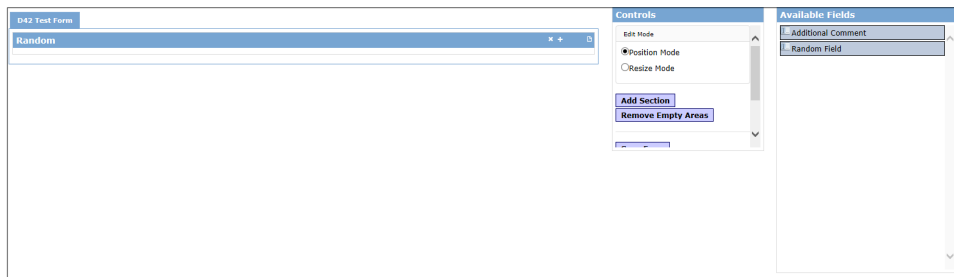 D42 Test Form
Random
Controls
Edit Mode
Position Mode
Resize Mode
Add Section
Remove Empty Areas
Available Fields
Additional Comment
Random Field